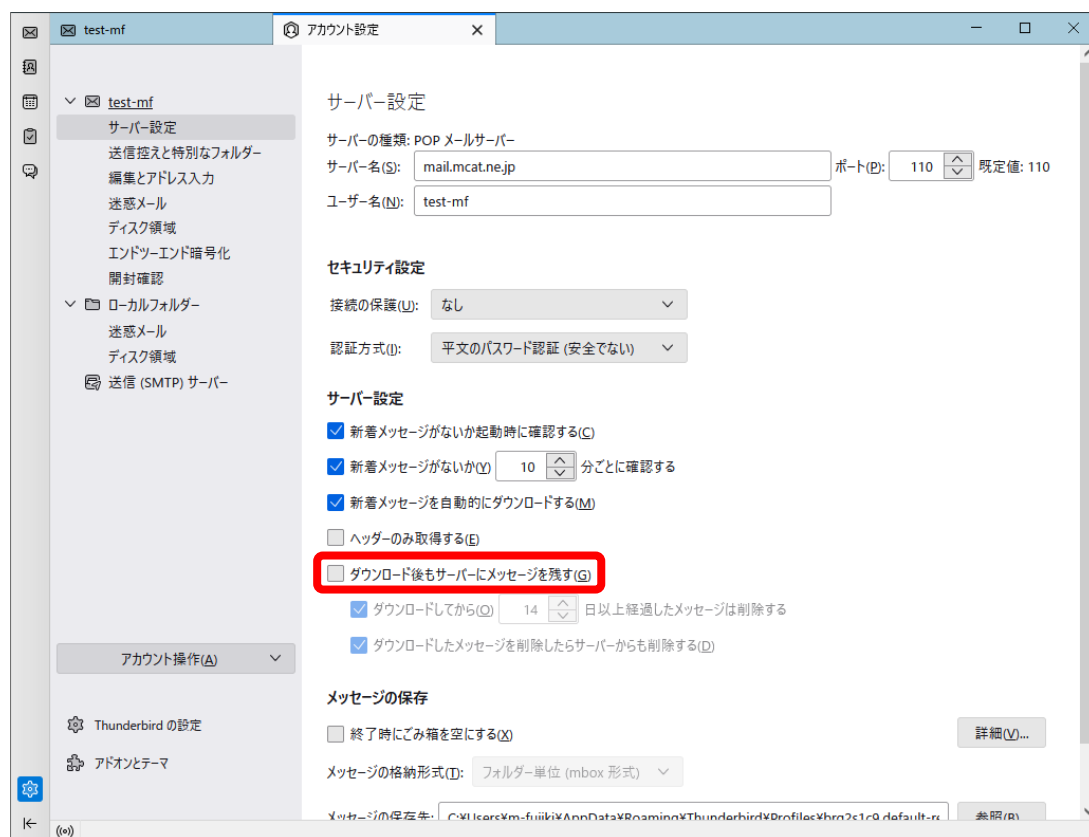 test-mf
アカウント設定
test-mf
サーバー設定
送信控えと特別なフォルダー
編集とアドレス入力
迷惑メール
ディスク領域
エンドツーエンド暗号化
開封確認
ローカルフォルダー
迷惑メール
ディスク領域
送信 (SMTP) サーバー
アカウント操作(A)
Thunderbird の設定
アドオンとテーマ
サーバー設定
サーバーの種類: POP メールサーバー
サーバー名(S): mail.mcat.ne.jp ポート(P): 110 既定値: 110
ユーザー名(N): test-mf
セキュリティ設定
接続の保護(U): なし
認証方式(I): 平文のパスワード認証 (安全でない)
サーバー設定
新着メッセージがないか起動時に確認する(C)
新着メッセージがないか(Y) 10 分ごとに確認する
新着メッセージを自動的にダウンロードする(M)
ヘッダーのみ取得する(E)
ダウンロード後もサーバーにメッセージを残す(G)
ダウンロードしてから(O) 14 日以上経過したメッセージは削除する
ダウンロードしたメッセージを削除したらサーバーからも削除する(D)
メッセージの保存
終了時にごみ箱を空にする(X) 詳細(V)...
メッセージの格納形式(T): フォルダー単位 (mbox 形式)
メッセージの保存先: C:¥Users¥m-fujiki¥AppData¥Roaming¥Thunderbird¥Profiles¥brg2s1c9.default-re 参照(B)